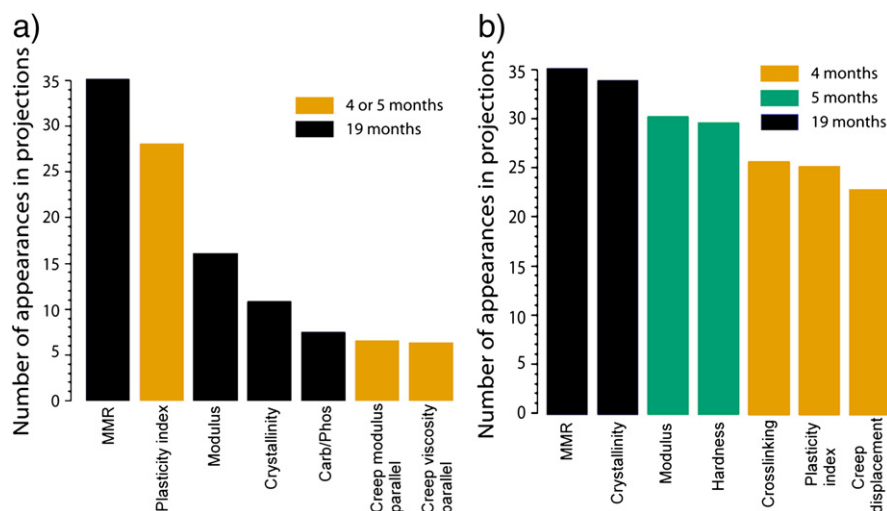 a)
Number of appearances in projections
35
30
25
20
15
10
5
0
4 or 5 months
19 months
MMR
Plasticity index
Modulus
Crystallinity
Carb/Phos
Creep modulus
parallel
Creep viscosity
parallel
b)
Number of appearances in projections
35
30
25
20
15
10
5
0
4 months
5 months
19 months
MMR
Crystallinity
Modulus
Hardness
Crosslinking
Plasticity
index
Creep
displacement